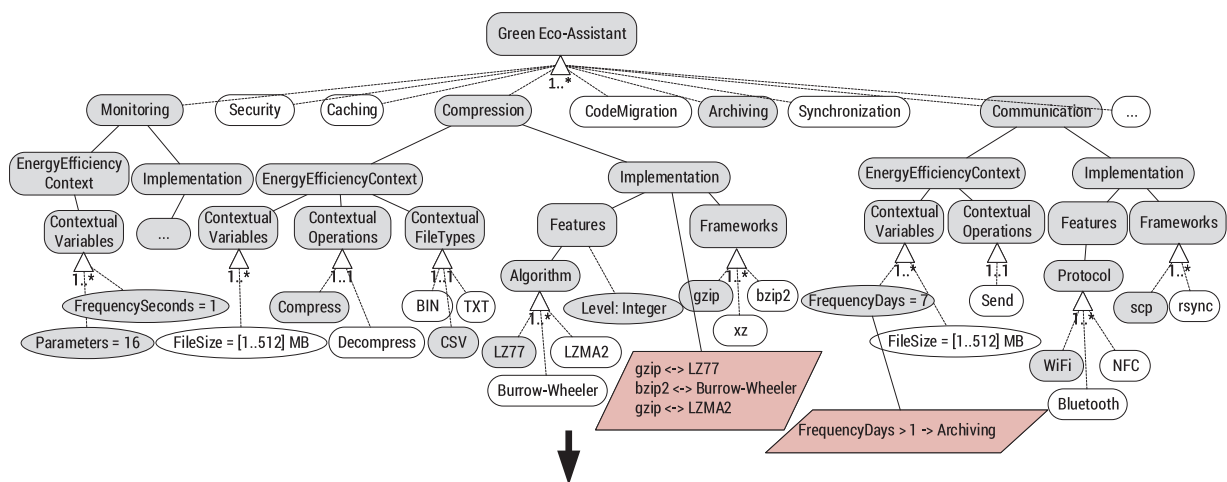 Green Eco-Assistant
1..*
Monitoring
Security
Caching
Compression
CodeMigration
Archiving
Synchronization
Communication
...
EnergyEfficiency
Context
Implementation
EnergyEfficiencyContext
Implementation
EnergyEfficiencyContext
Implementation
Contextual
Variables
...
Contextual
Variables
Contextual
Operations
Contextual
FileTypes
Features
Frameworks
Contextual
Variables
Contextual
Operations
Features
Frameworks
1..*
1..*
1..1
1..1
Algorithm
1..*
1..*
1..1
Protocol
1..*
FrequencySeconds = 1
Compress
BIN
TXT
Level: Integer
gzip
bzip2
xz
FrequencyDays = 7
Send
scp
rsync
Parameters = 16
FileSize = [1..512] MB
Decompress
CSV
1..*
LZ77
LZMA2
Burrow-Wheeler
FileSize = [1..512] MB
1..*
WiFi
NFC
Bluetooth
gzip <-> LZ77
bzip2 <-> Burrow-Wheeler
gzip <-> LZMA2
FrequencyDays > 1 -> Archiving